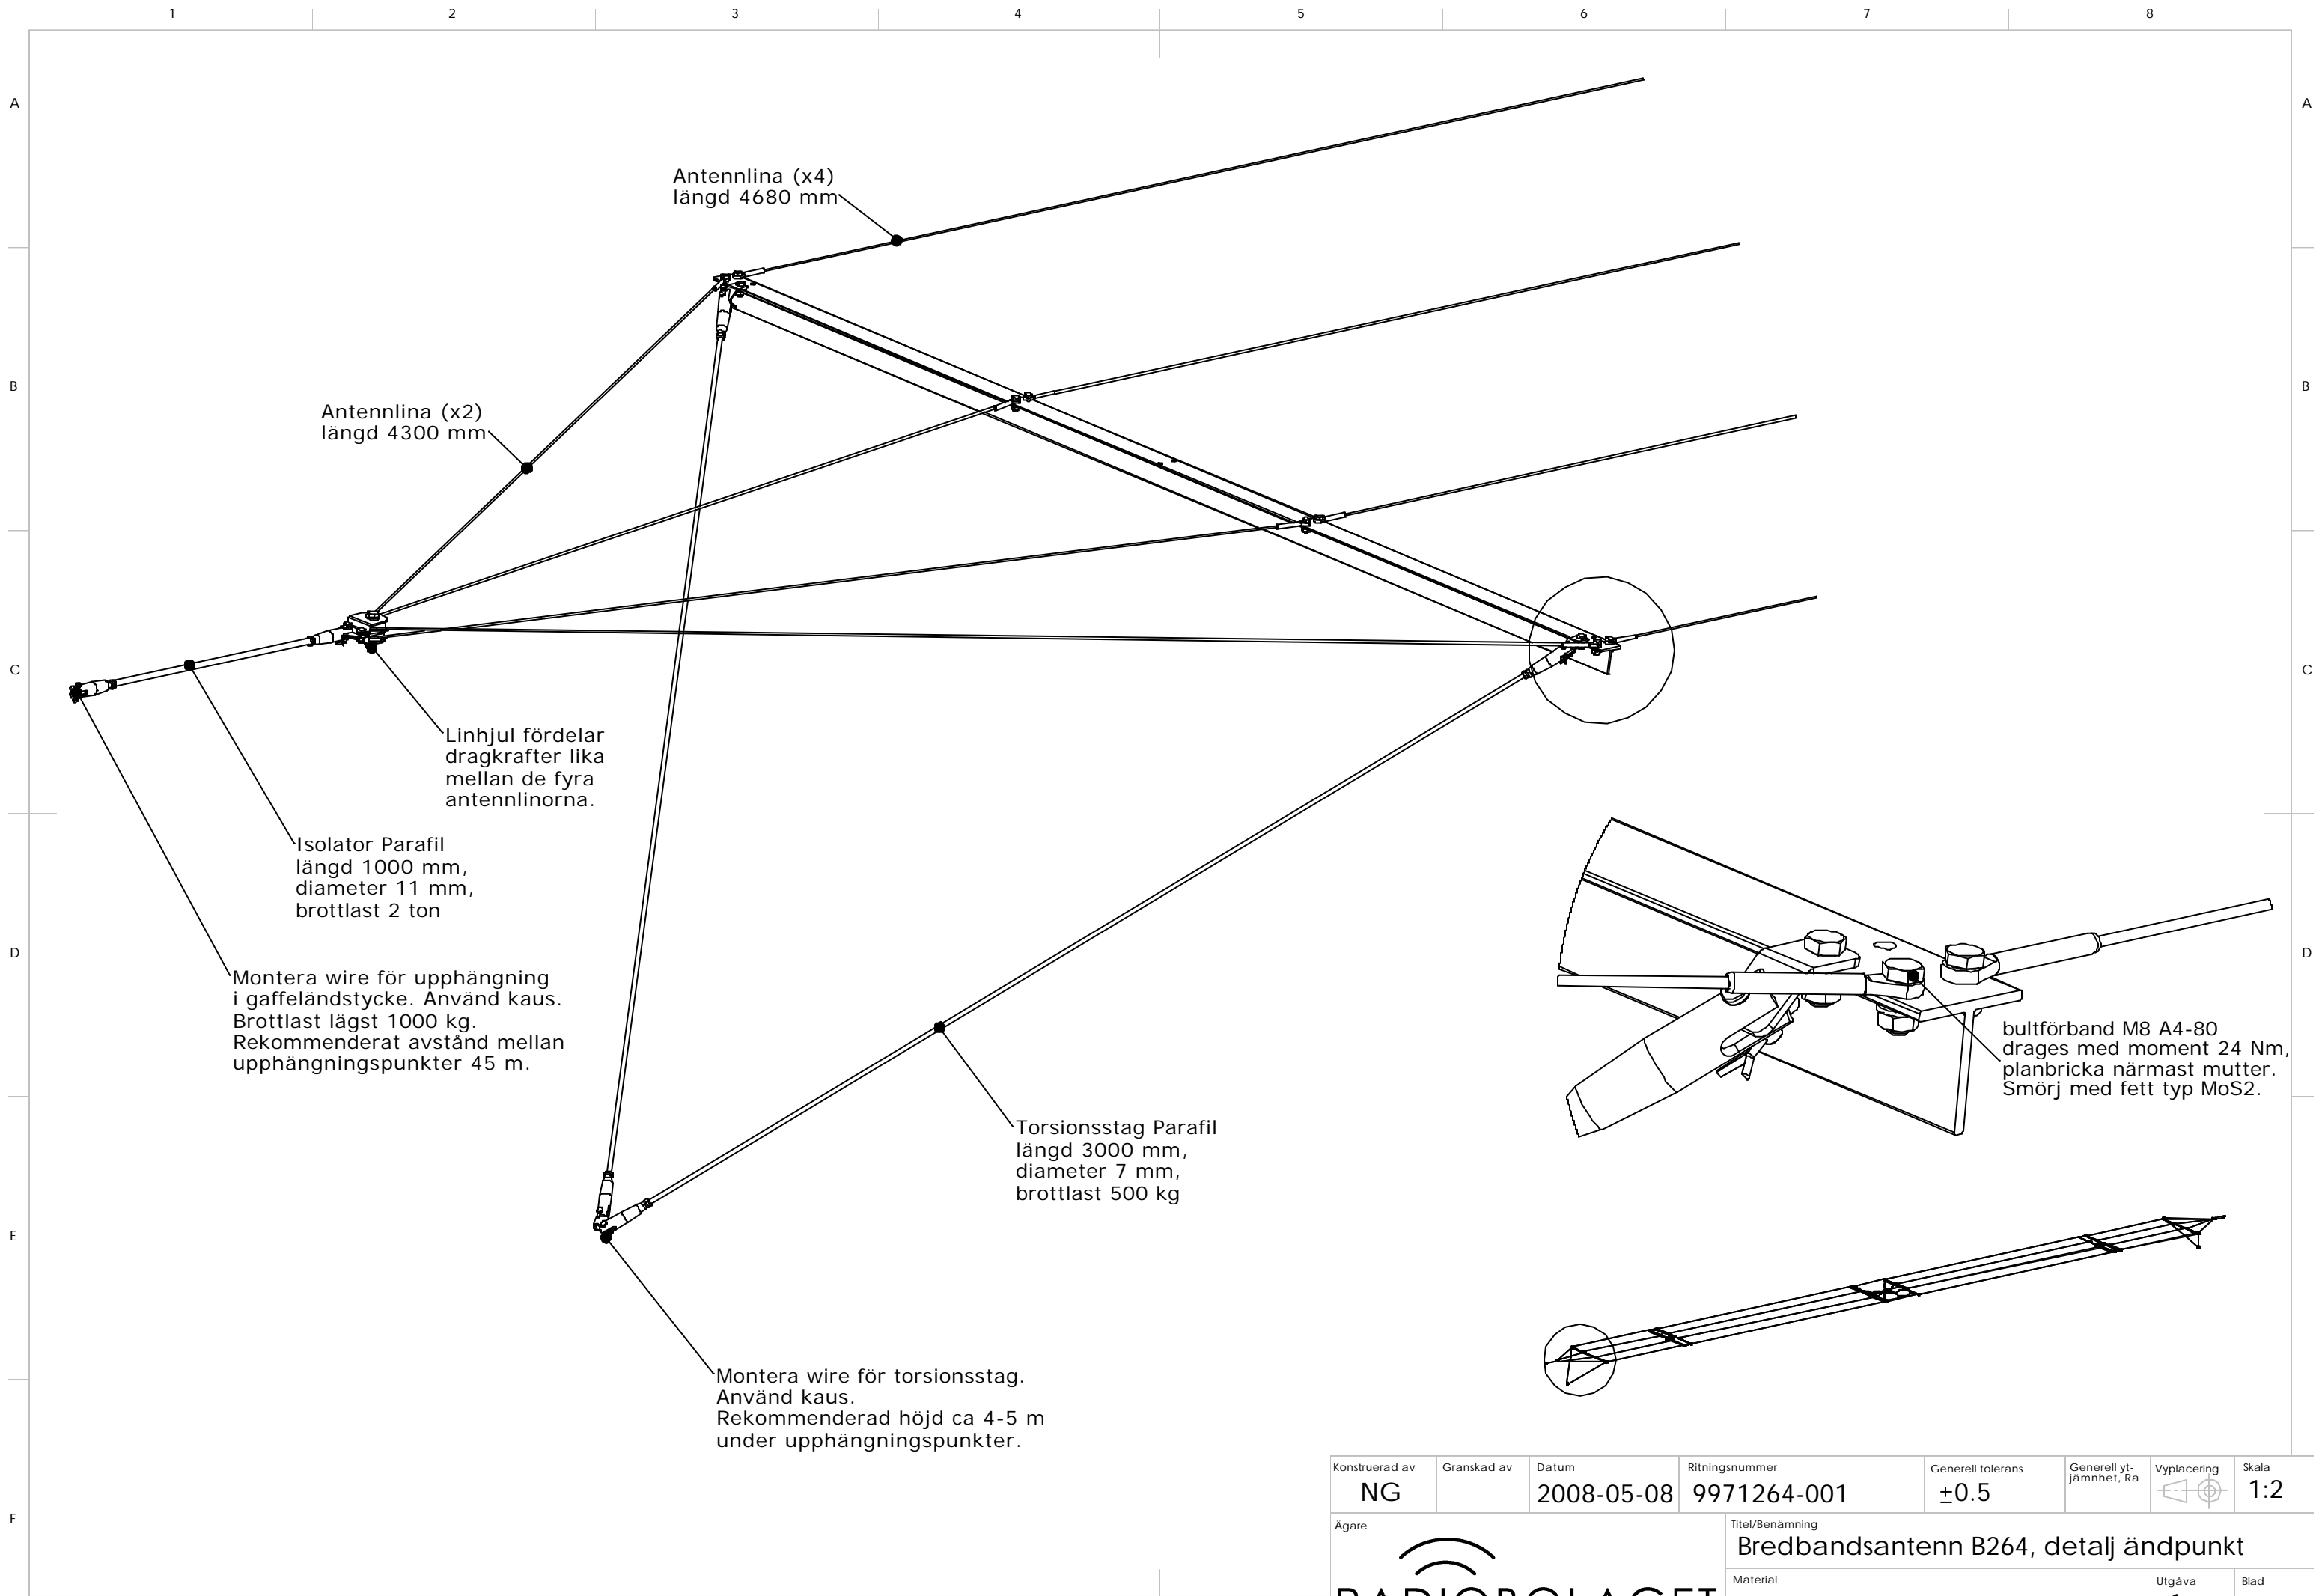 1 2 3 4 5 6 7 8
A A
Antennlina (x4)
längd 4680 mm
B B
Antennlina (x2)
längd 4300 mm
C C
Linhjul fördelar
dragkrafter lika
mellan de fyra
antennlinorna.
Isolator Parafil
längd 1000 mm,
diameter 11 mm,
brottlast 2 ton
D D
Montera wire för upphängning
i gaffeländstycke. Använd kaus.
Brottlast lägst 1000 kg.
Rekommenderat avstånd mellan
upphängningspunkter 45 m.
bultförband M8 A4-80
drages med moment 24 Nm,
planbricka närmast mutter.
Smörj med fett typ MoS2.
Torsionsstag Parafil
längd 3000 mm,
diameter 7 mm,
brottlast 500 kg
E
Montera wire för torsionsstag.
Använd kaus.
Rekommenderad höjd ca 4-5 m
under upphängningspunkter.
F
Konstruerad av
NG
Granskad av
Datum
2008-05-08
Ritningsnummer
9971264-001
Generell tolerans
±0.5
Generell yt-
jämnhet, Ra
Vyplacering
Skala
1:2
Ägare
RADIOBOLAGET
Titel/Benämning
Bredbandsantenn B264, detalj ändpunkt
Material
Utgåva
Blad